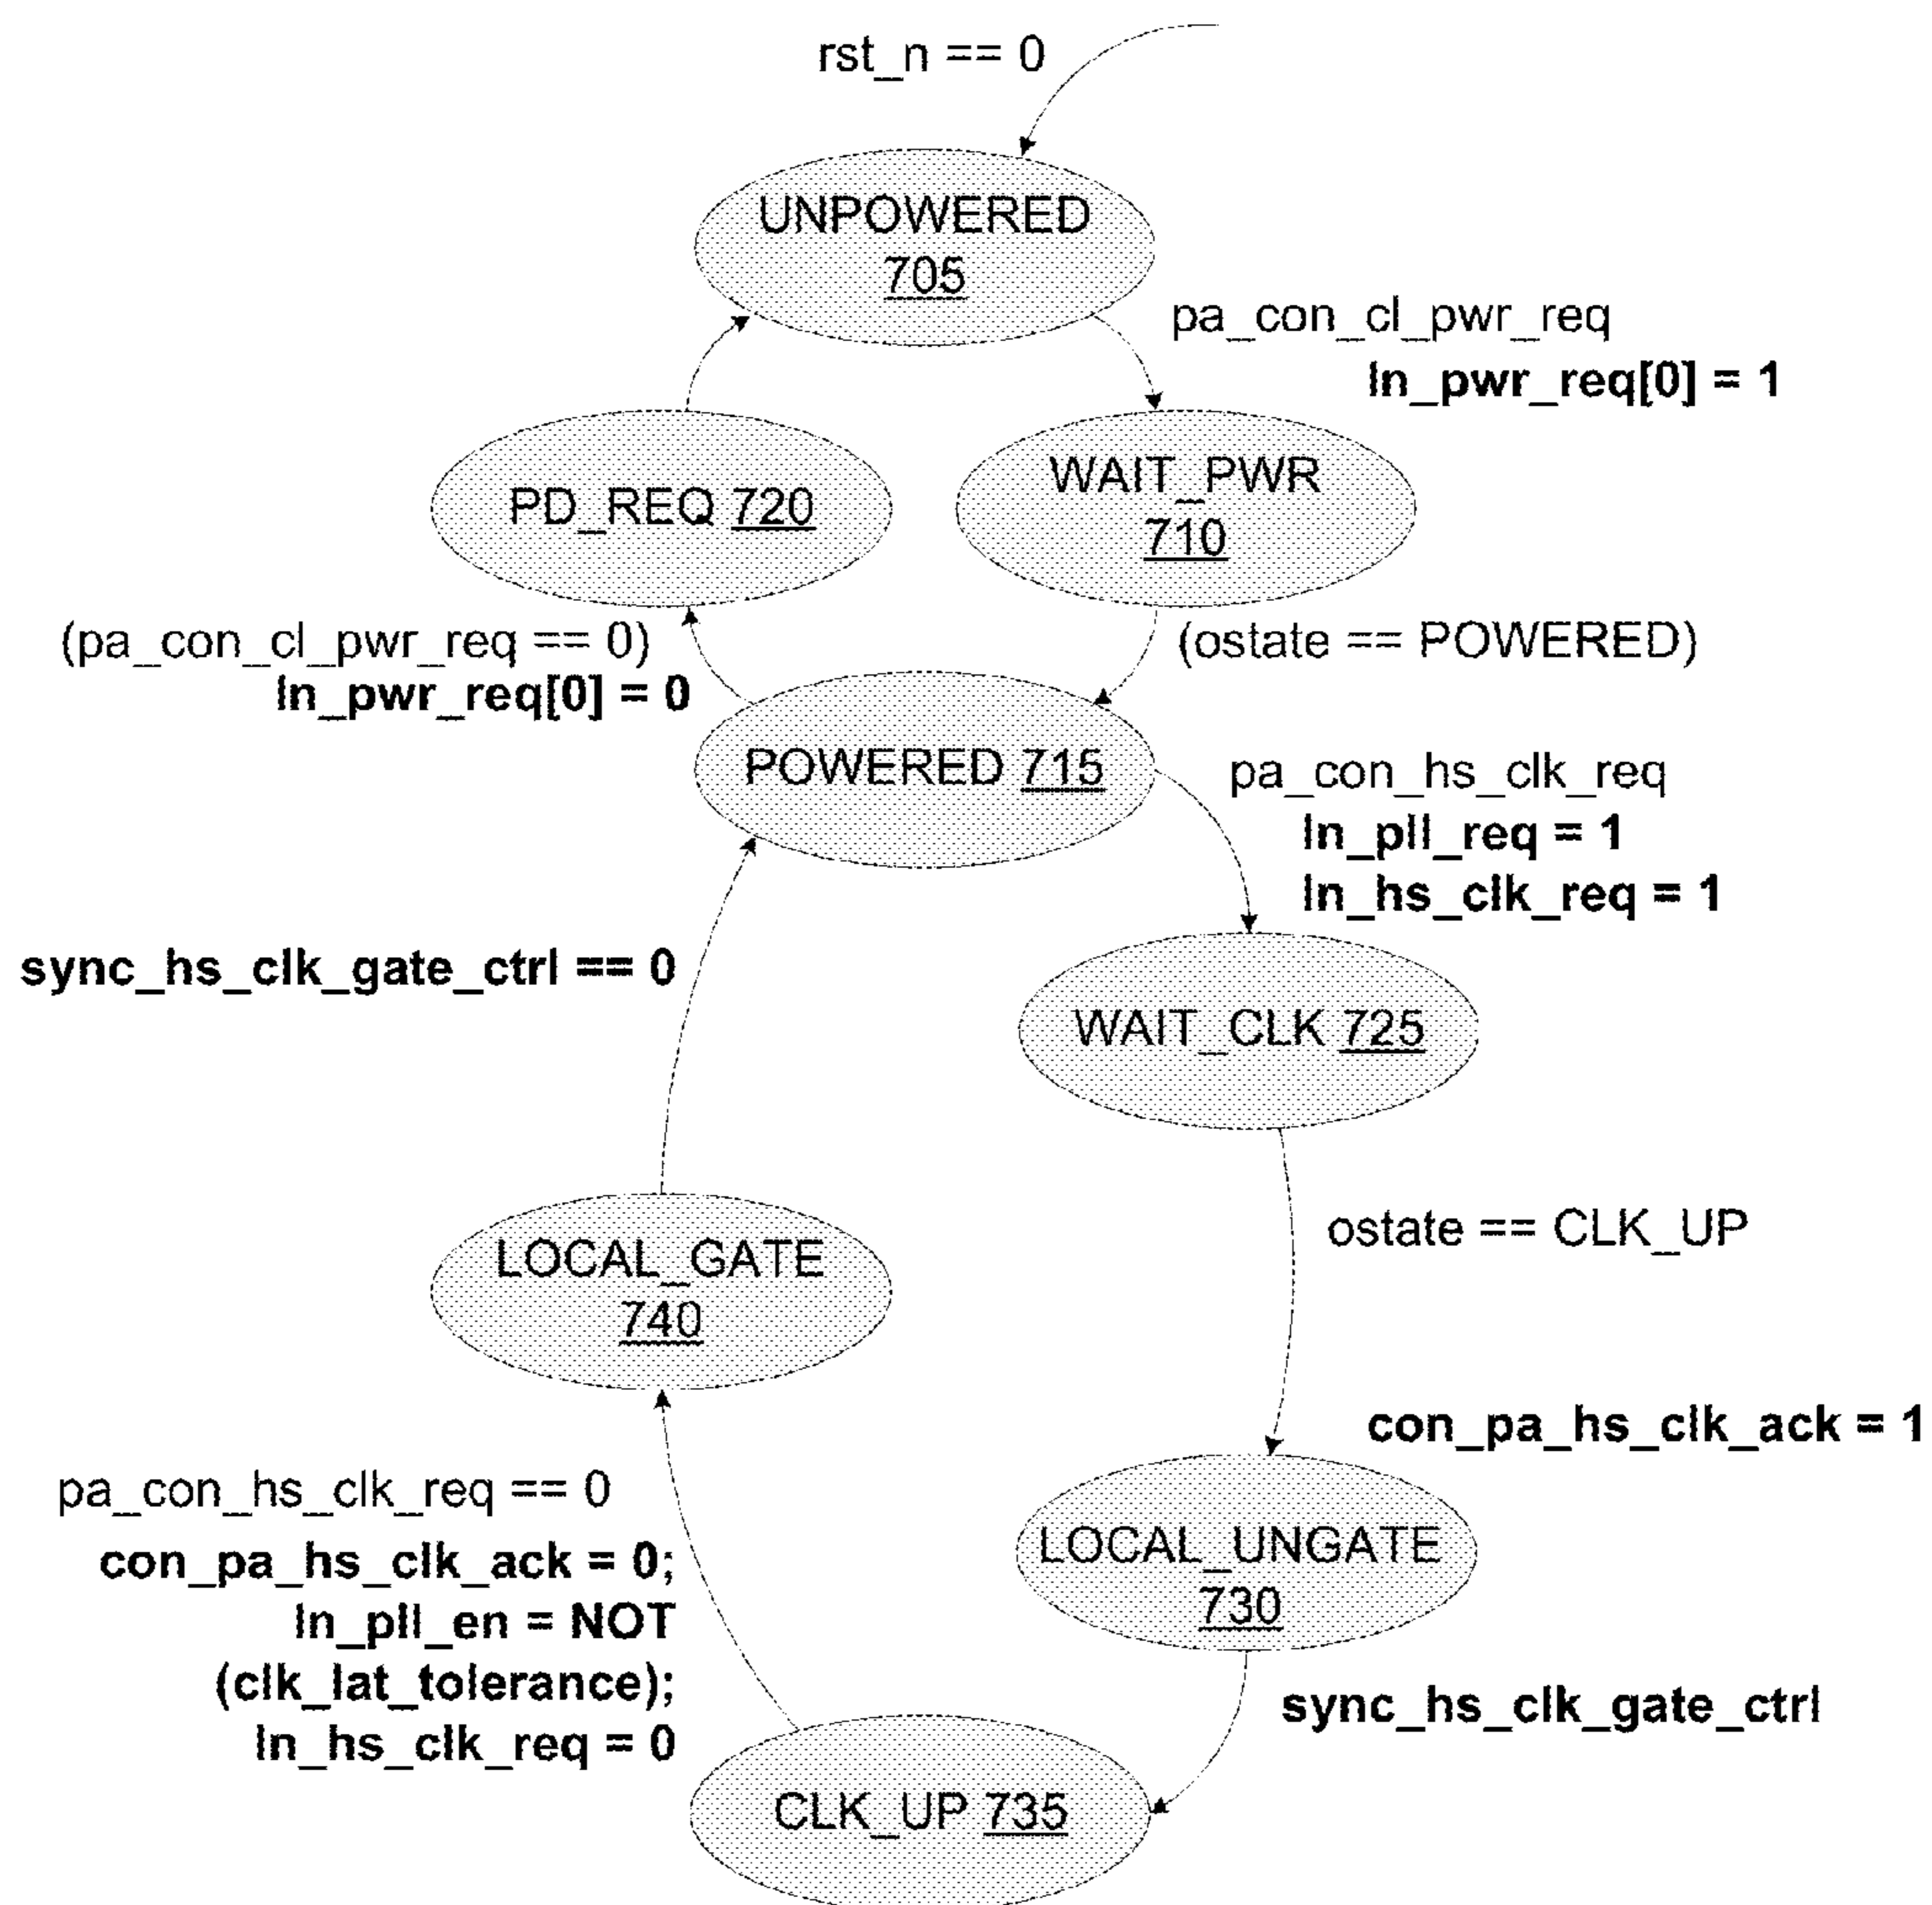 rst_n == 0
UNPOWERED
705
pa_con_cl_pwr_req
ln_pwr_req[0] = 1
PD_REQ 720
WAIT_PWR
710
(pa_con_cl_pwr_req == 0)
ln_pwr_req[0] = 0
(ostate == POWERED)
POWERED 715
pa_con_hs_clk_req
ln_pll_req = 1
ln_hs_clk_req = 1
sync_hs_clk_gate_ctrl == 0
WAIT_CLK 725
LOCAL_GATE
740
ostate == CLK_UP
con_pa_hs_clk_ack = 1
pa_con_hs_clk_req == 0
con_pa_hs_clk_ack = 0;
ln_pll_en = NOT
(clk_lat_tolerance);
ln_hs_clk_req = 0
LOCAL_UNGATE
730
sync_hs_clk_gate_ctrl
CLK_UP 735